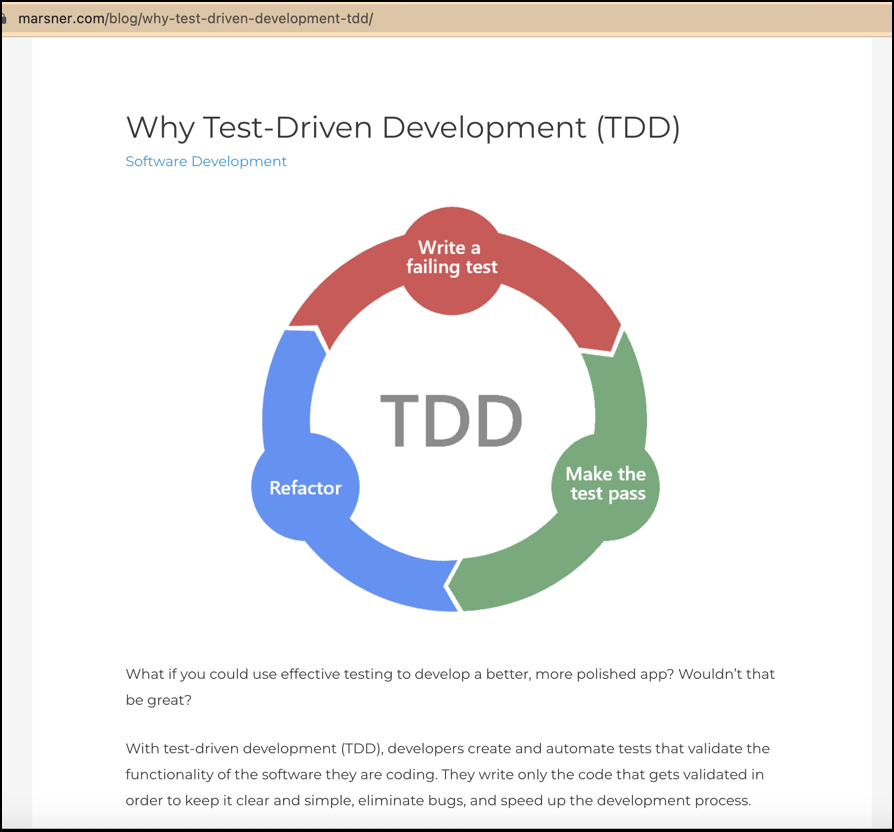 marsner.com/blog/why-test-driven-development-tdd/
Why Test-Driven Development (TDD)
Software Development
Write a
failing test
TDD
Make the
test pass
Refactor
What if you could use effective testing to develop a better, more polished app? Wouldn’t that
be great?
With test-driven development (TDD), developers create and automate tests that validate the
functionality of the software they are coding. They write only the code that gets validated in
order to keep it clear and simple, eliminate bugs, and speed up the development process.